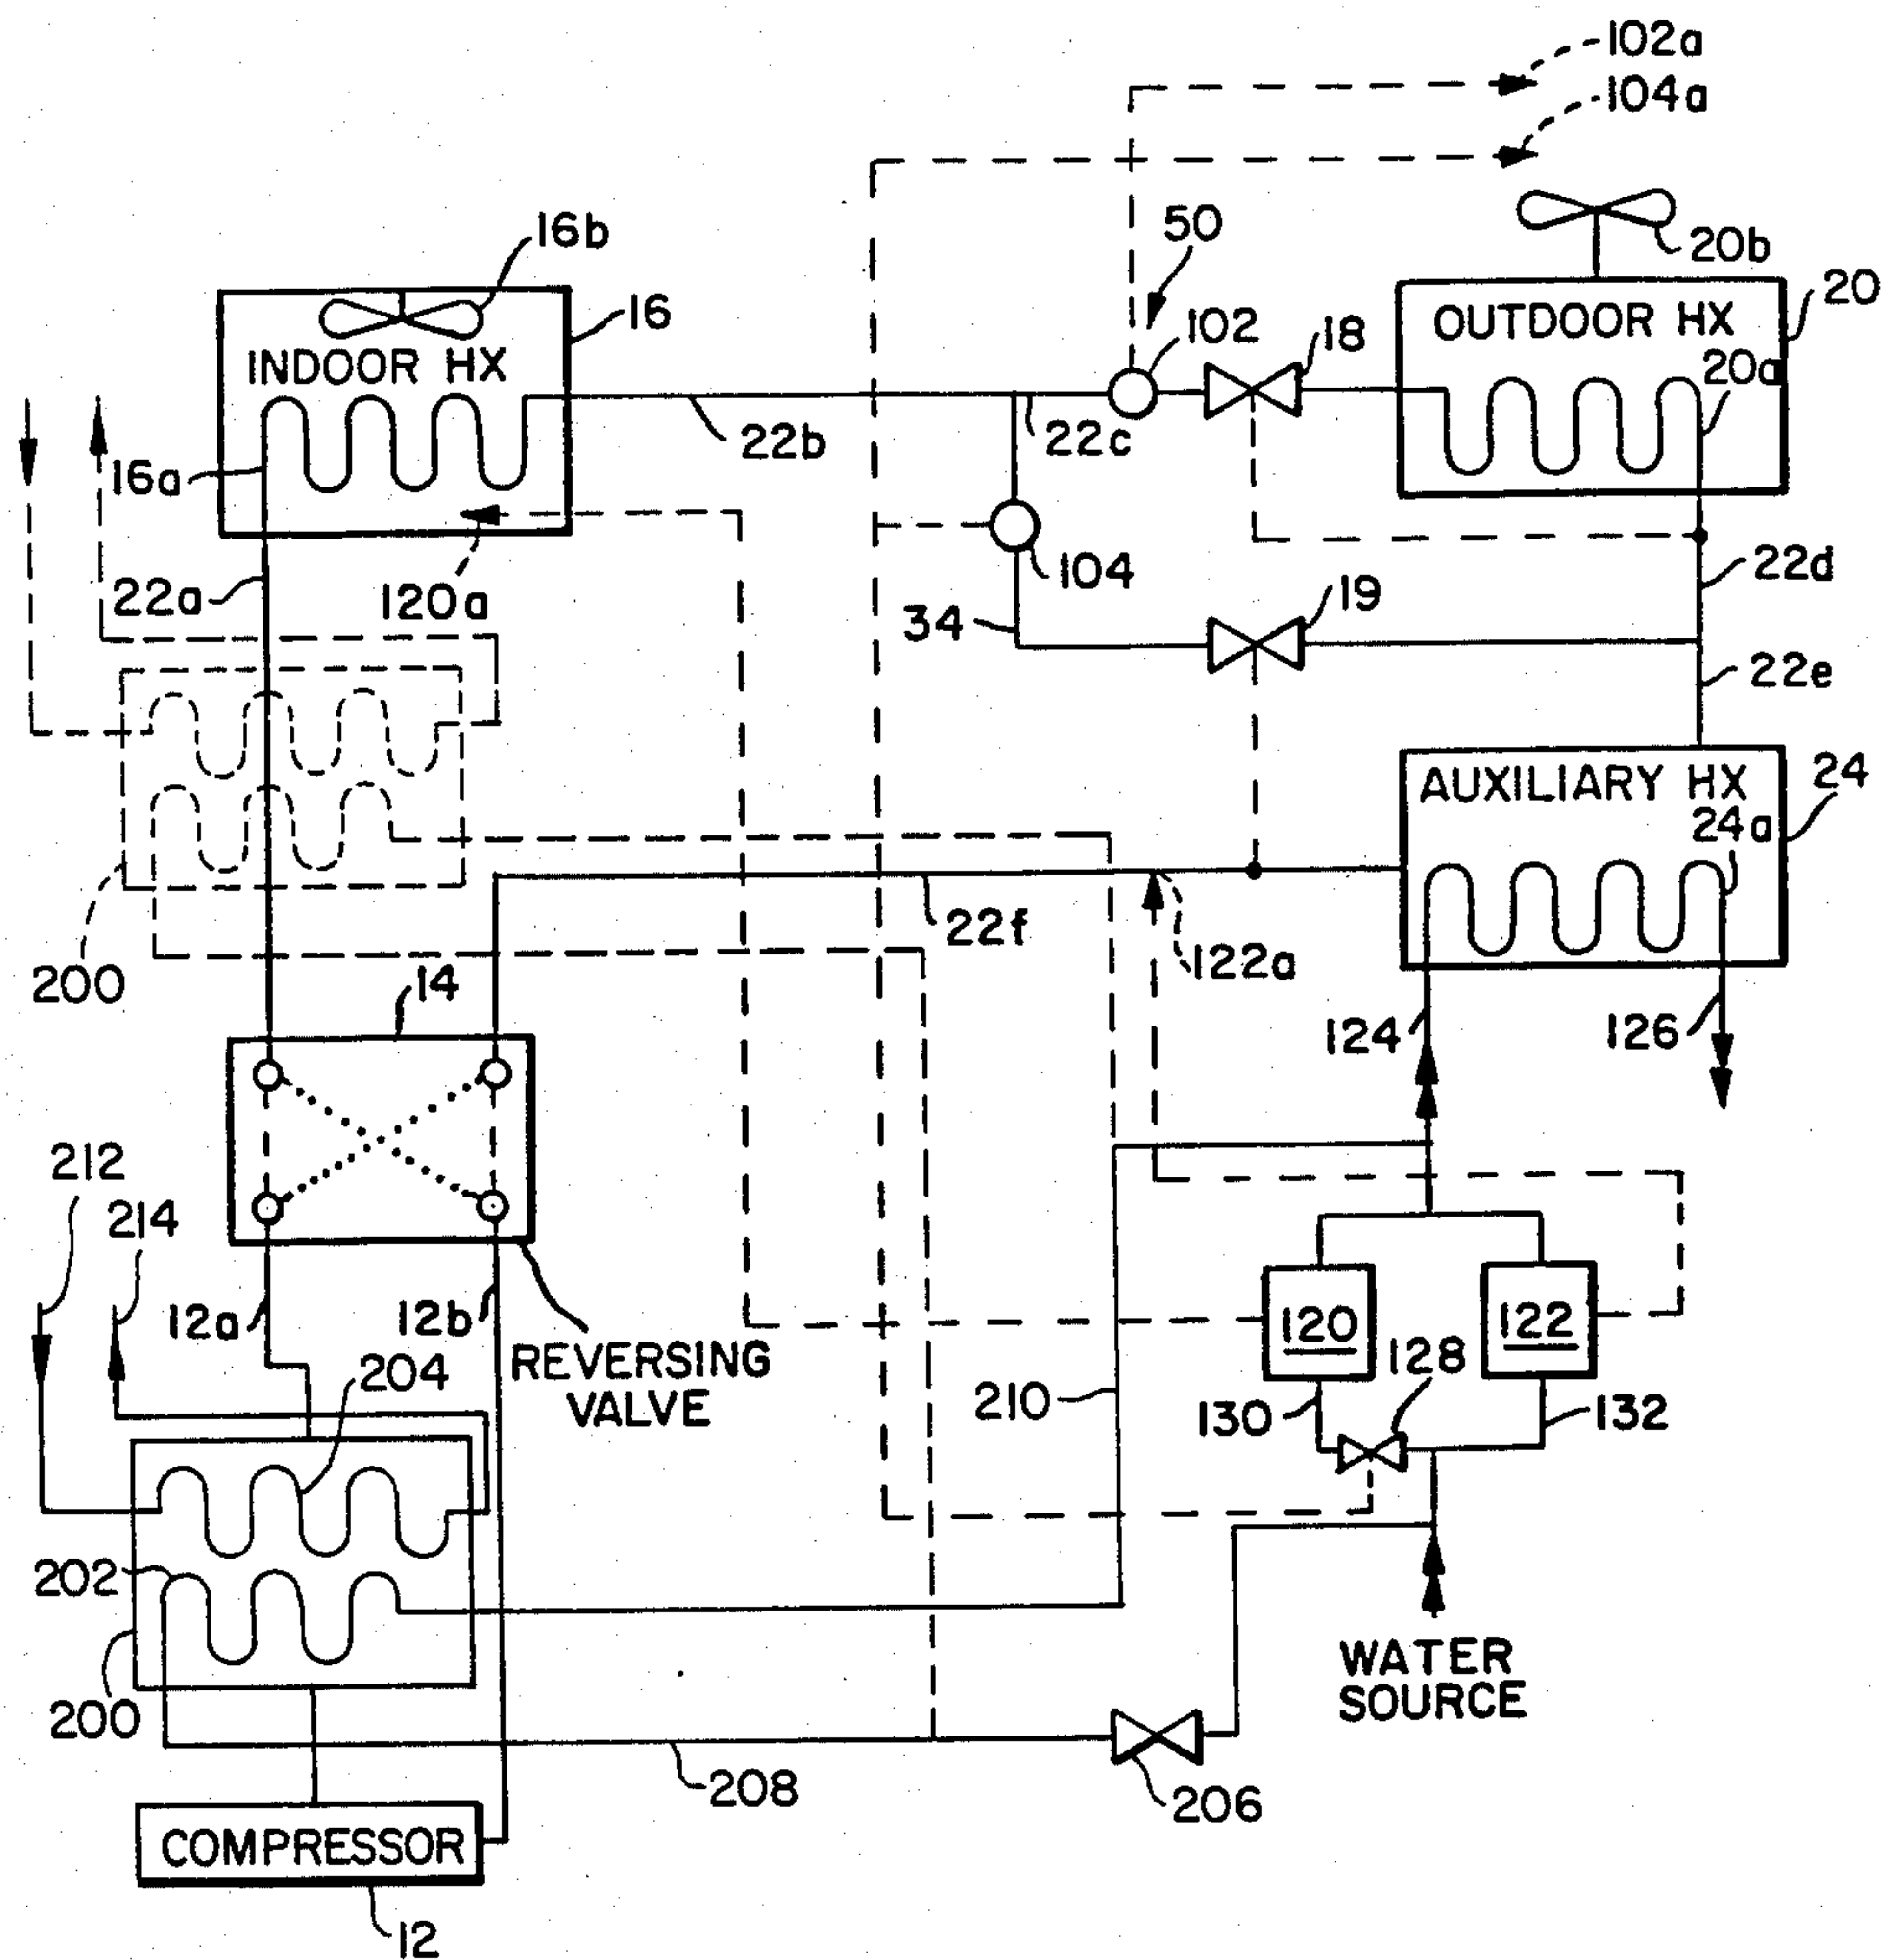 102a
104a
50
16b
20b
20
16
102
18
OUTDOOR HX
INDOOR HX
20a
22b
22c
16a
22a
120a
104
22d
34
19
22e
AUXILIARY HX
24
24a
22f
200
14
122a
124
126
212
214
12a
12b
REVERSING
VALVE
120
122
128
204
210
130
132
202
WATER
SOURCE
200
208
206
COMPRESSOR
12